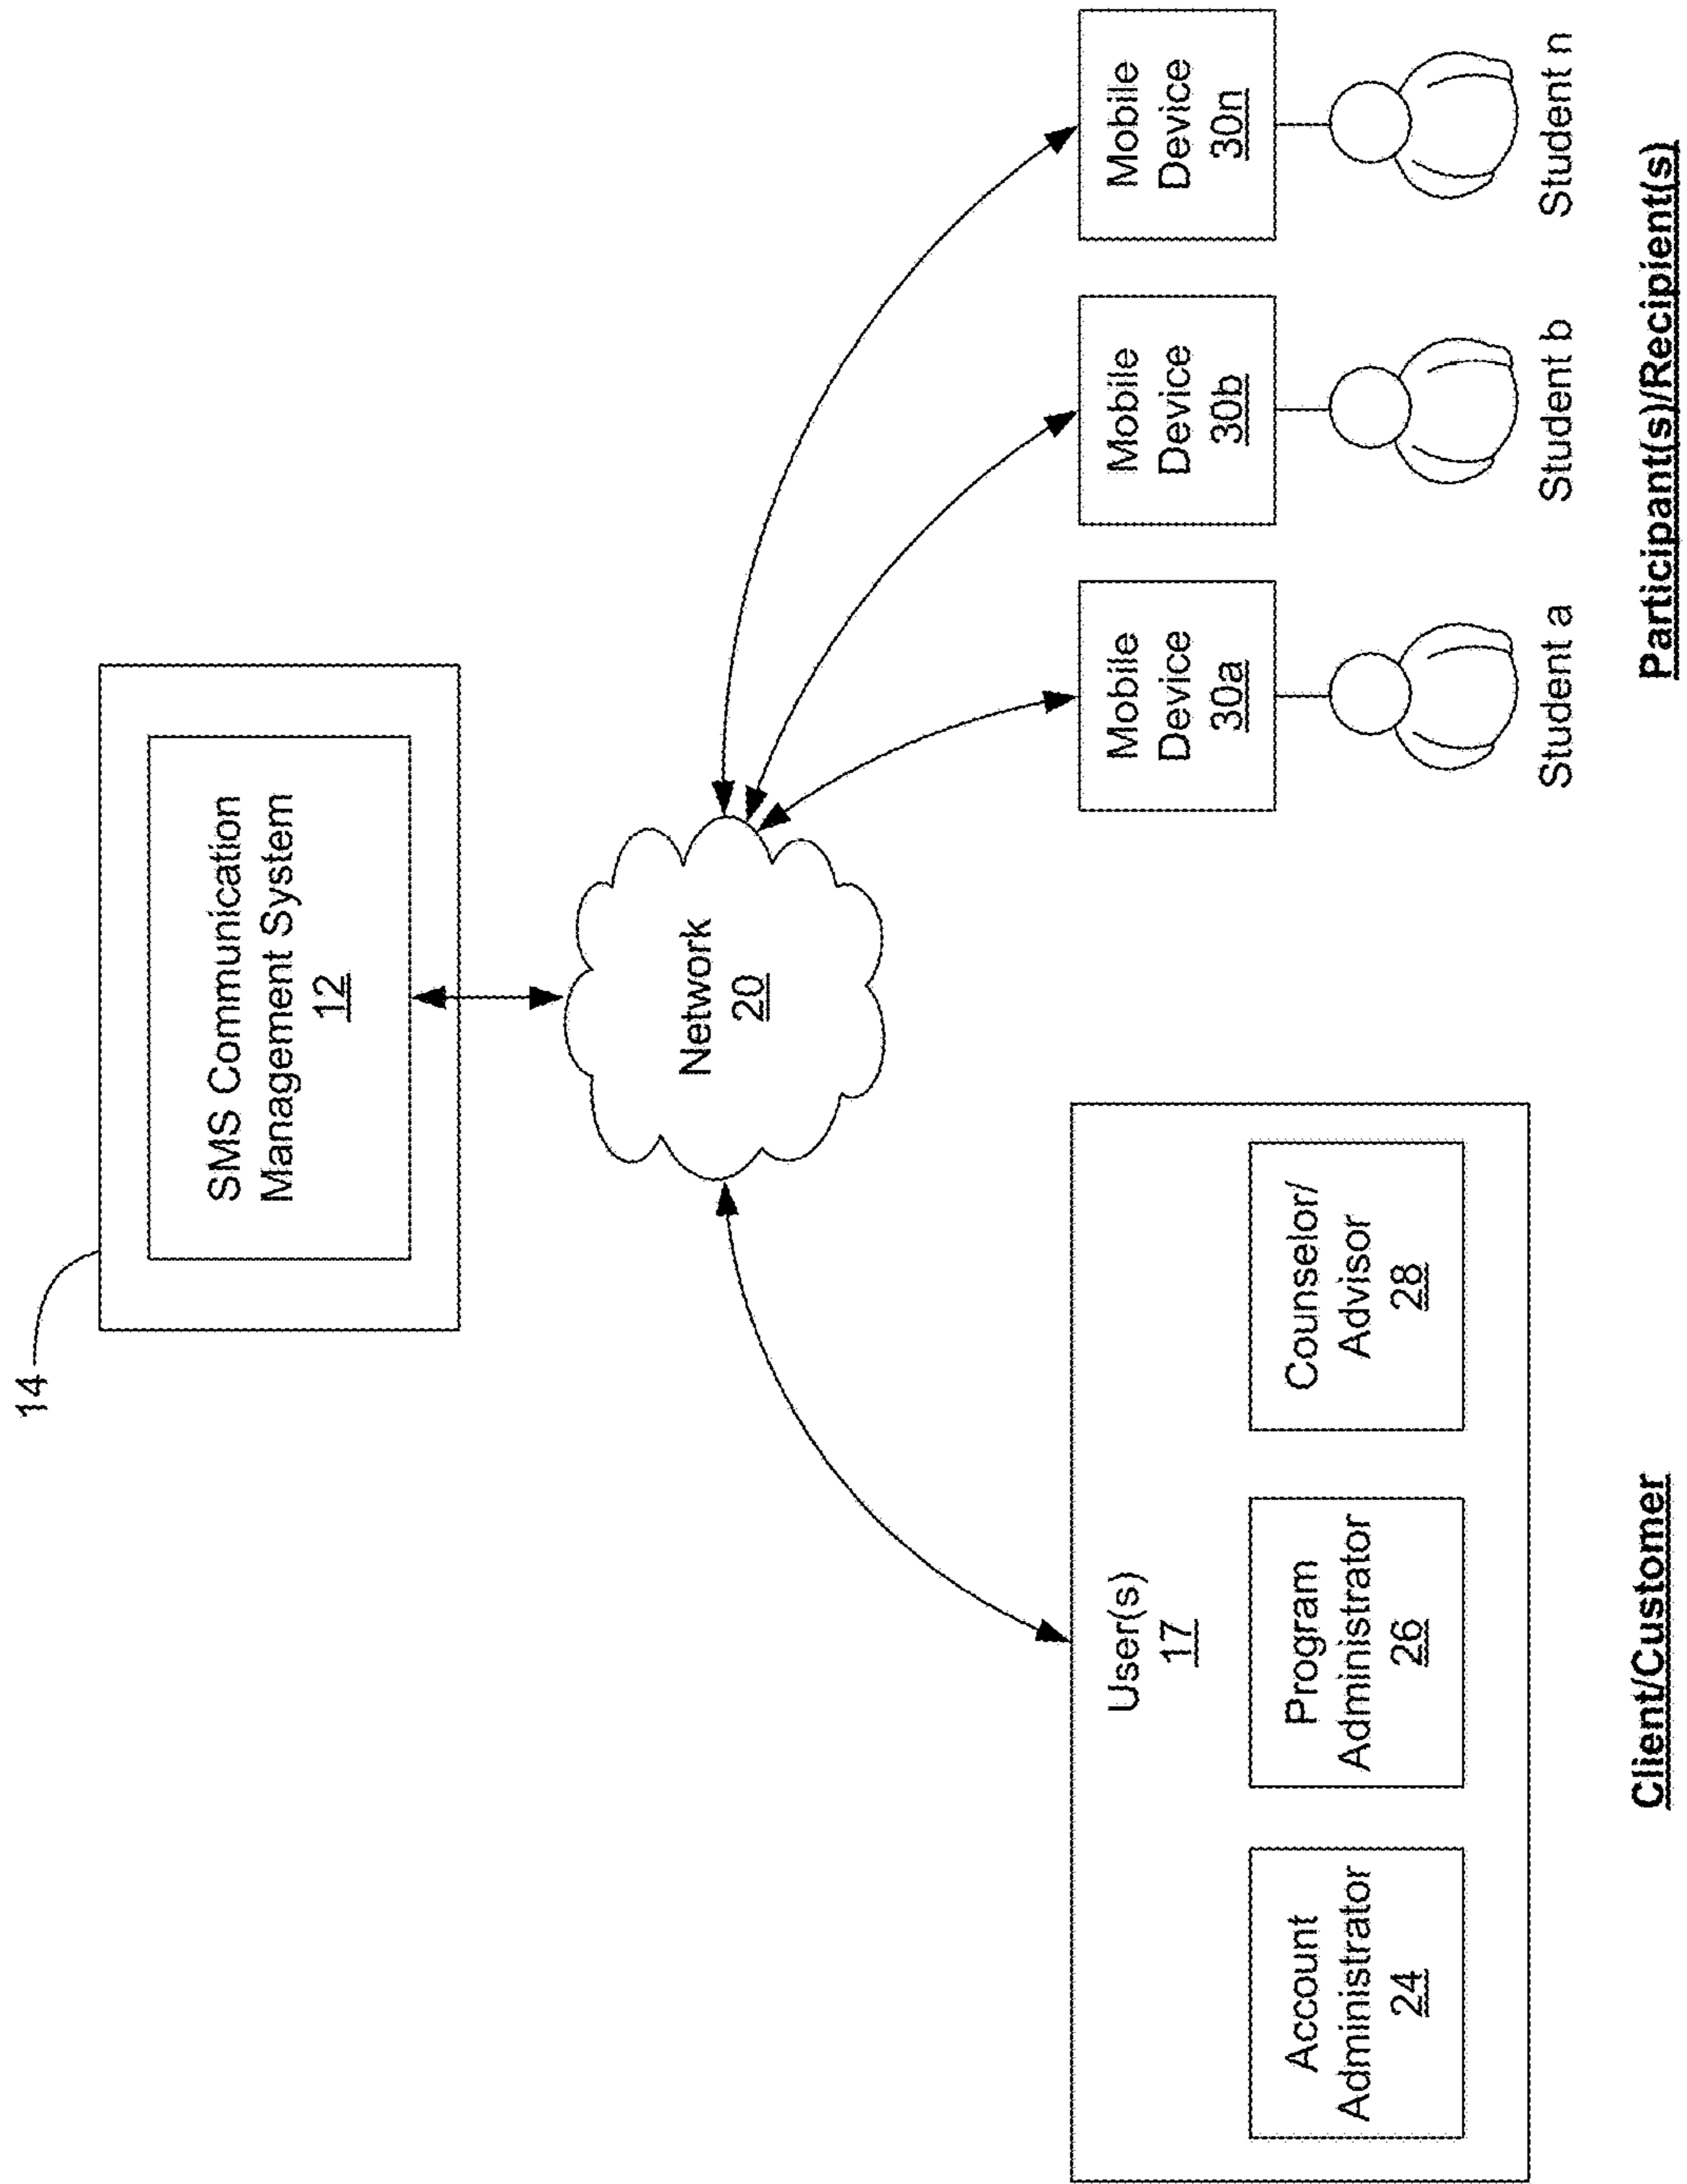 14
SMS Communication
Management System
12
Network
20
User(s)
17
Account
Administrator
24
Program
Administrator
26
Counselor/
Advisor
28
Client/Customer
Mobile
Device
30a
Student a
Mobile
Device
30b
Student b
Mobile
Device
30n
Student n
Participant(s)/Recipient(s)